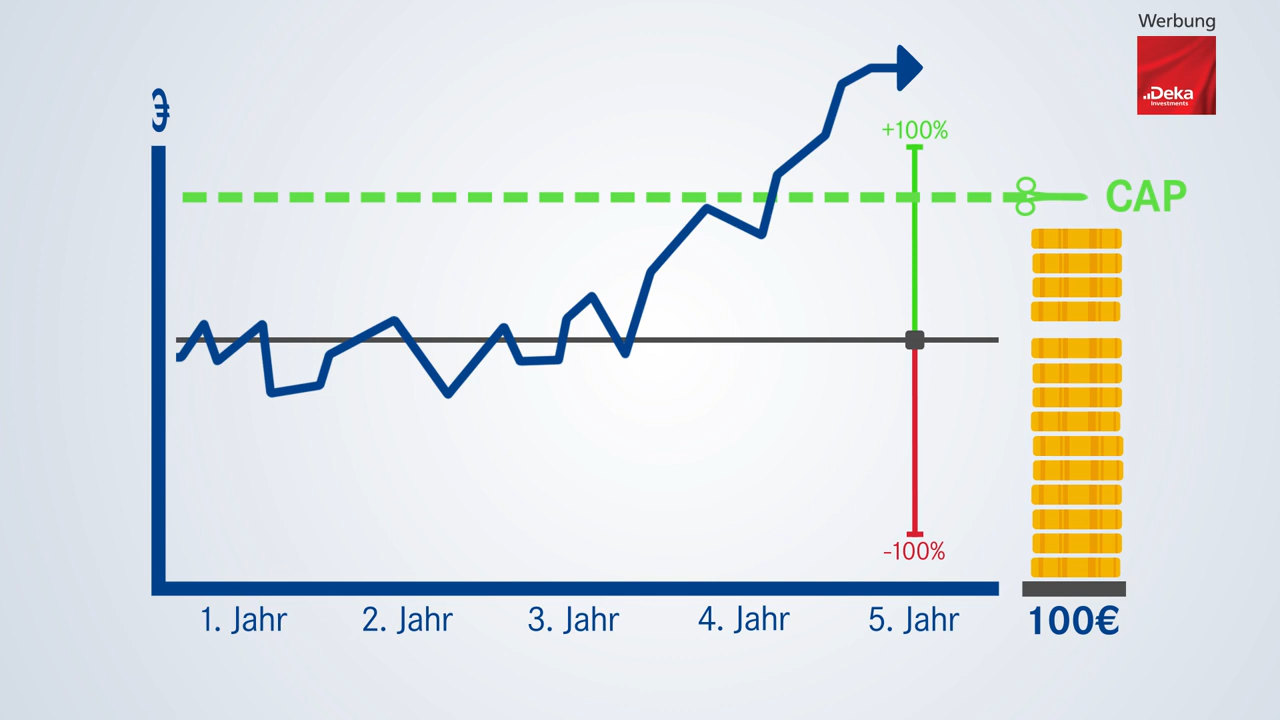 Werbung
Deka
Investments
+100%
CAP
-100%
1. Jahr
2. Jahr
3. Jahr
4. Jahr
5. Jahr
100€